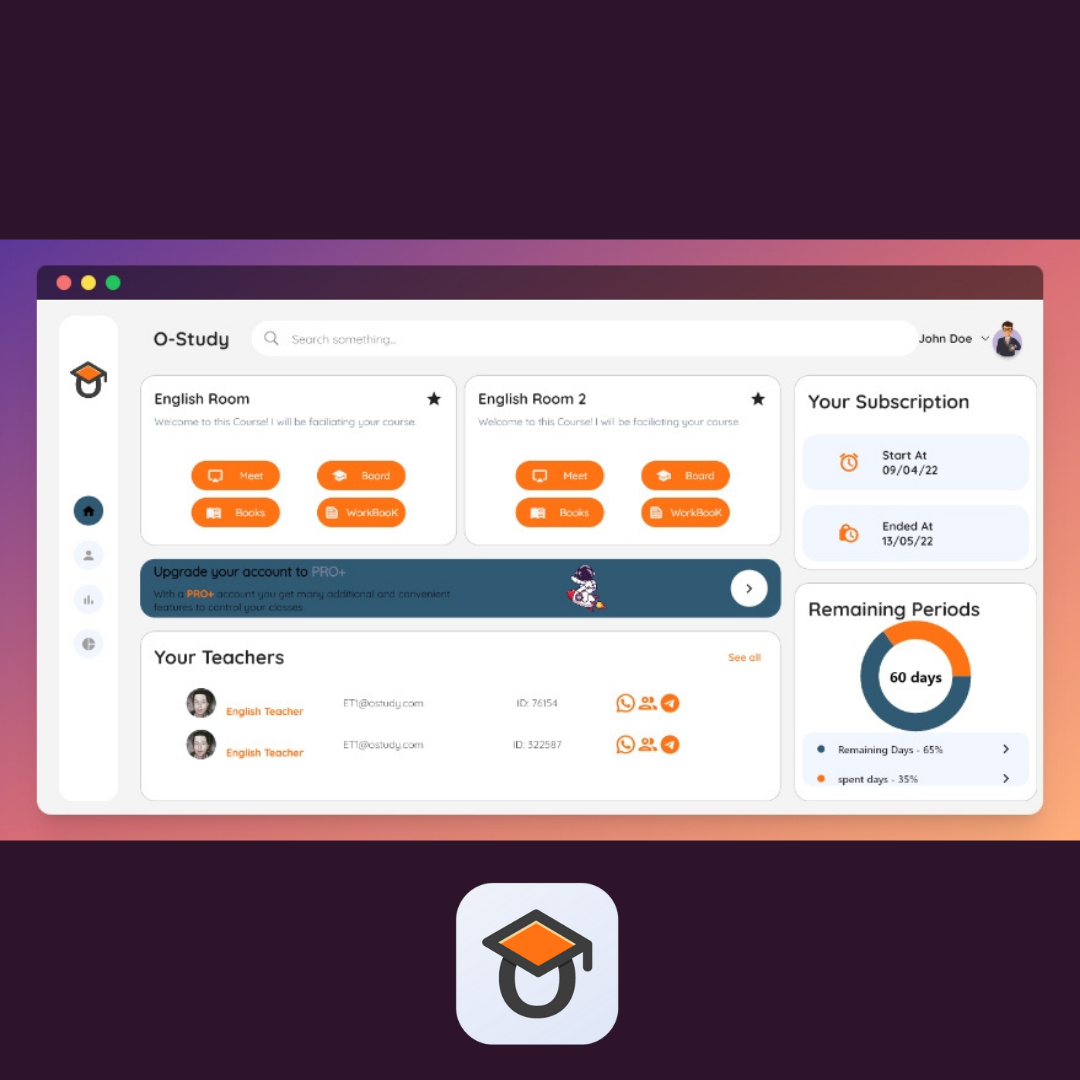 O-Study
Search something...
John Doe
English Room
Welcome to this Course! I will be faciliating your course.
Meet
Board
Books
WorkBooK
English Room 2
Welcome to this Course! I will be faciliating your course.
Meet
Board
Books
WorkBooK
Your Subscription
Start At
09/04/22
Ended At
13/05/22
Upgrade your account to PRO+
With a PRO+ account you get many additional and convenient
features to control your classes.
Your Teachers
See all
English Teacher
ET1@ostudy.com
ID: 76154
English Teacher
ET1@ostudy.com
ID: 322587
Remaining Periods
60 days
Remaining Days - 65%
spent days - 35%